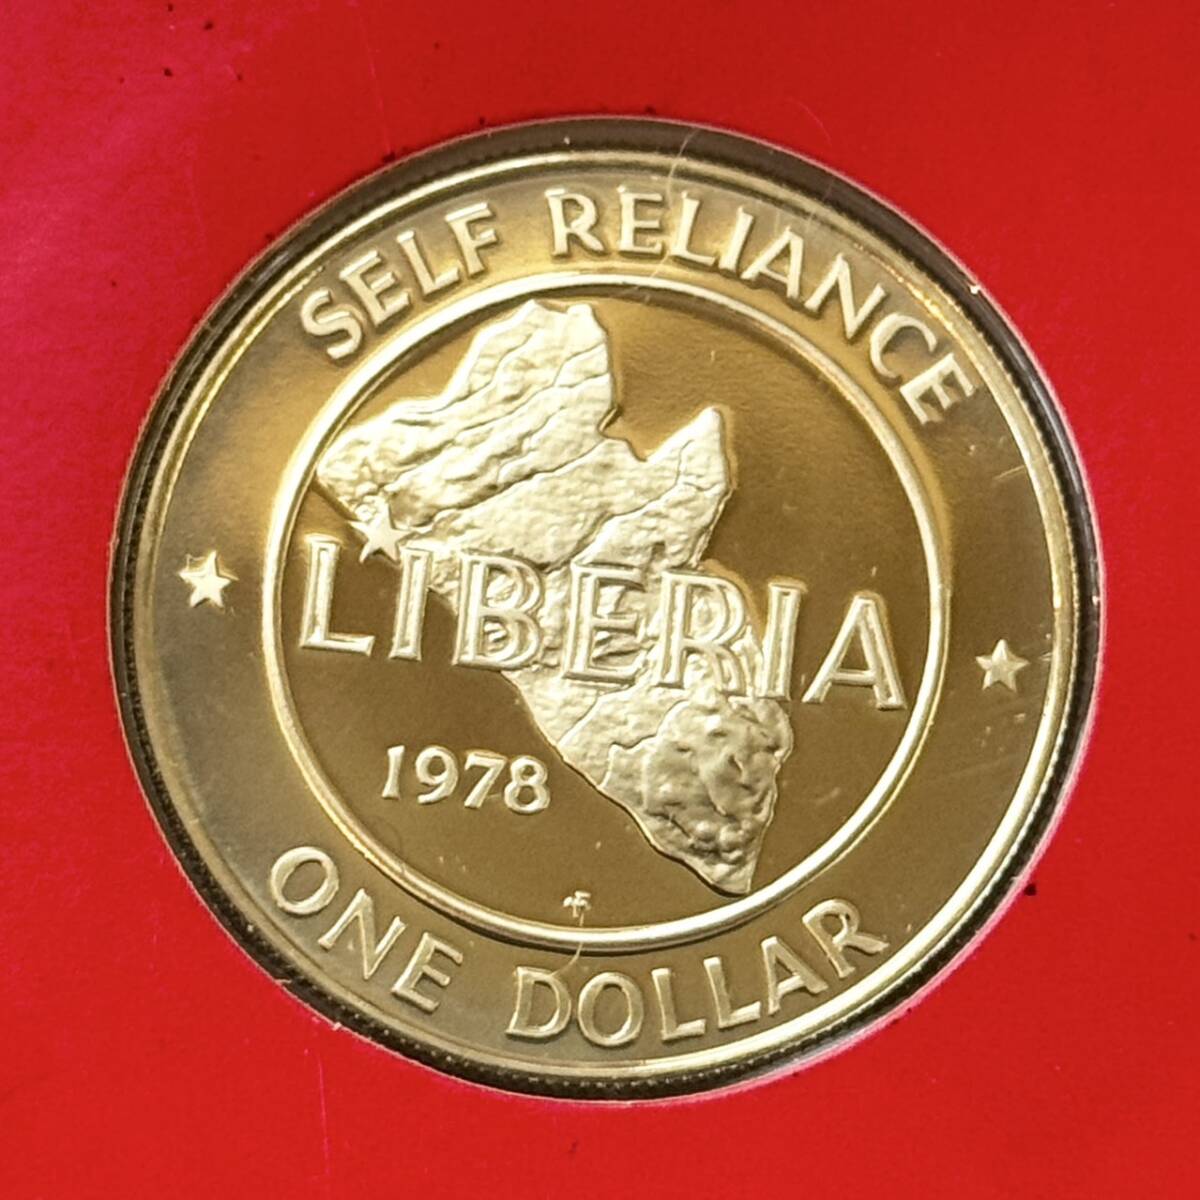 SELF RELIANCE
LIBERIA
1978
ONE DOLLAR